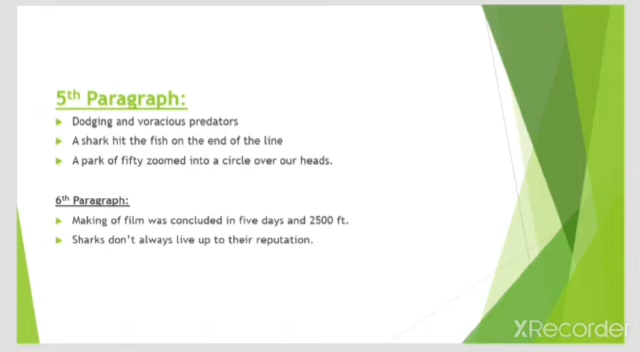 5th Paragraph:
Dodging and voracious predators
A shark hit the fish on the end of the line
A park of fifty zoomed into a circle over our heads.
6th Paragraph:
Making of film was concluded in five days and 2500 ft.
Sharks don't always live up to their reputation.
XRecorder